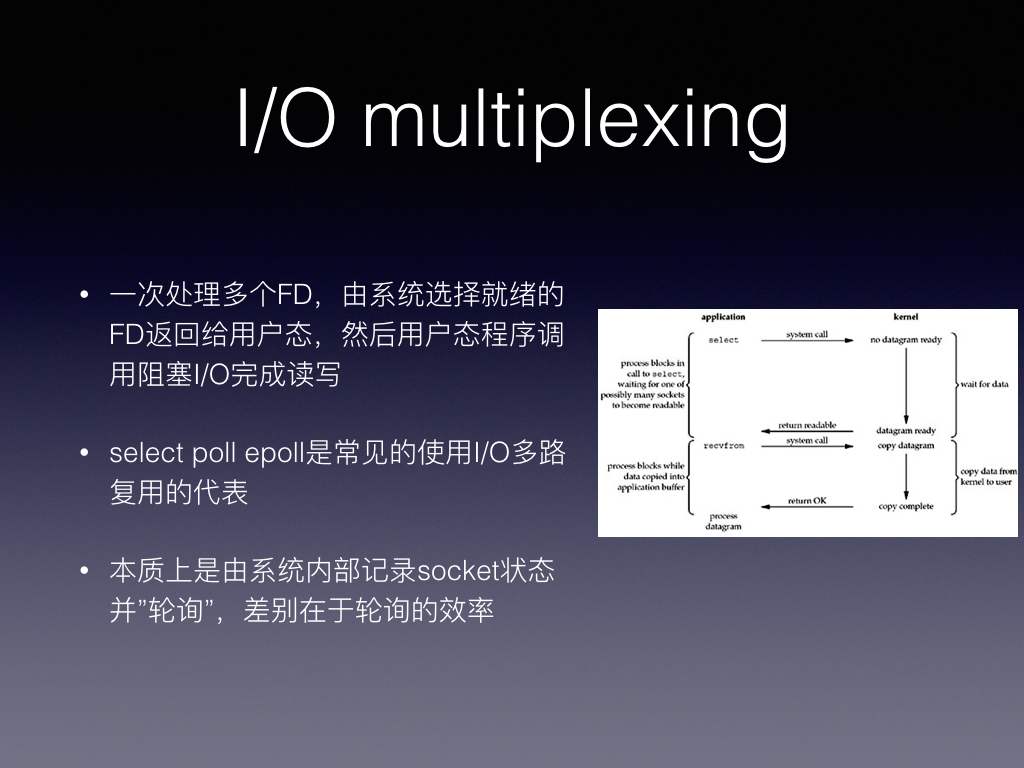 I/O multiplexing
• 一次处理多个FD，由系统选择就绪的
FD返回给用户态，然后用户态程序调
用阻塞I/O完成读写
• select poll epoll是常见的使用I/O多路
复用的代表
• 本质上是由系统内部记录socket状态
并”轮询”，差别在于轮询的效率
application
kernel
select
system call
no datagram ready
process blocks in
call to select,
waiting for one of
possibly many sockets
to become readable
wait for data
return readable
datagram ready
recvfrom
system call
copy datagram
process blocks while
data copied into
application buffer
copy data from
kernel to user
return OK
copy complete
process
datagram